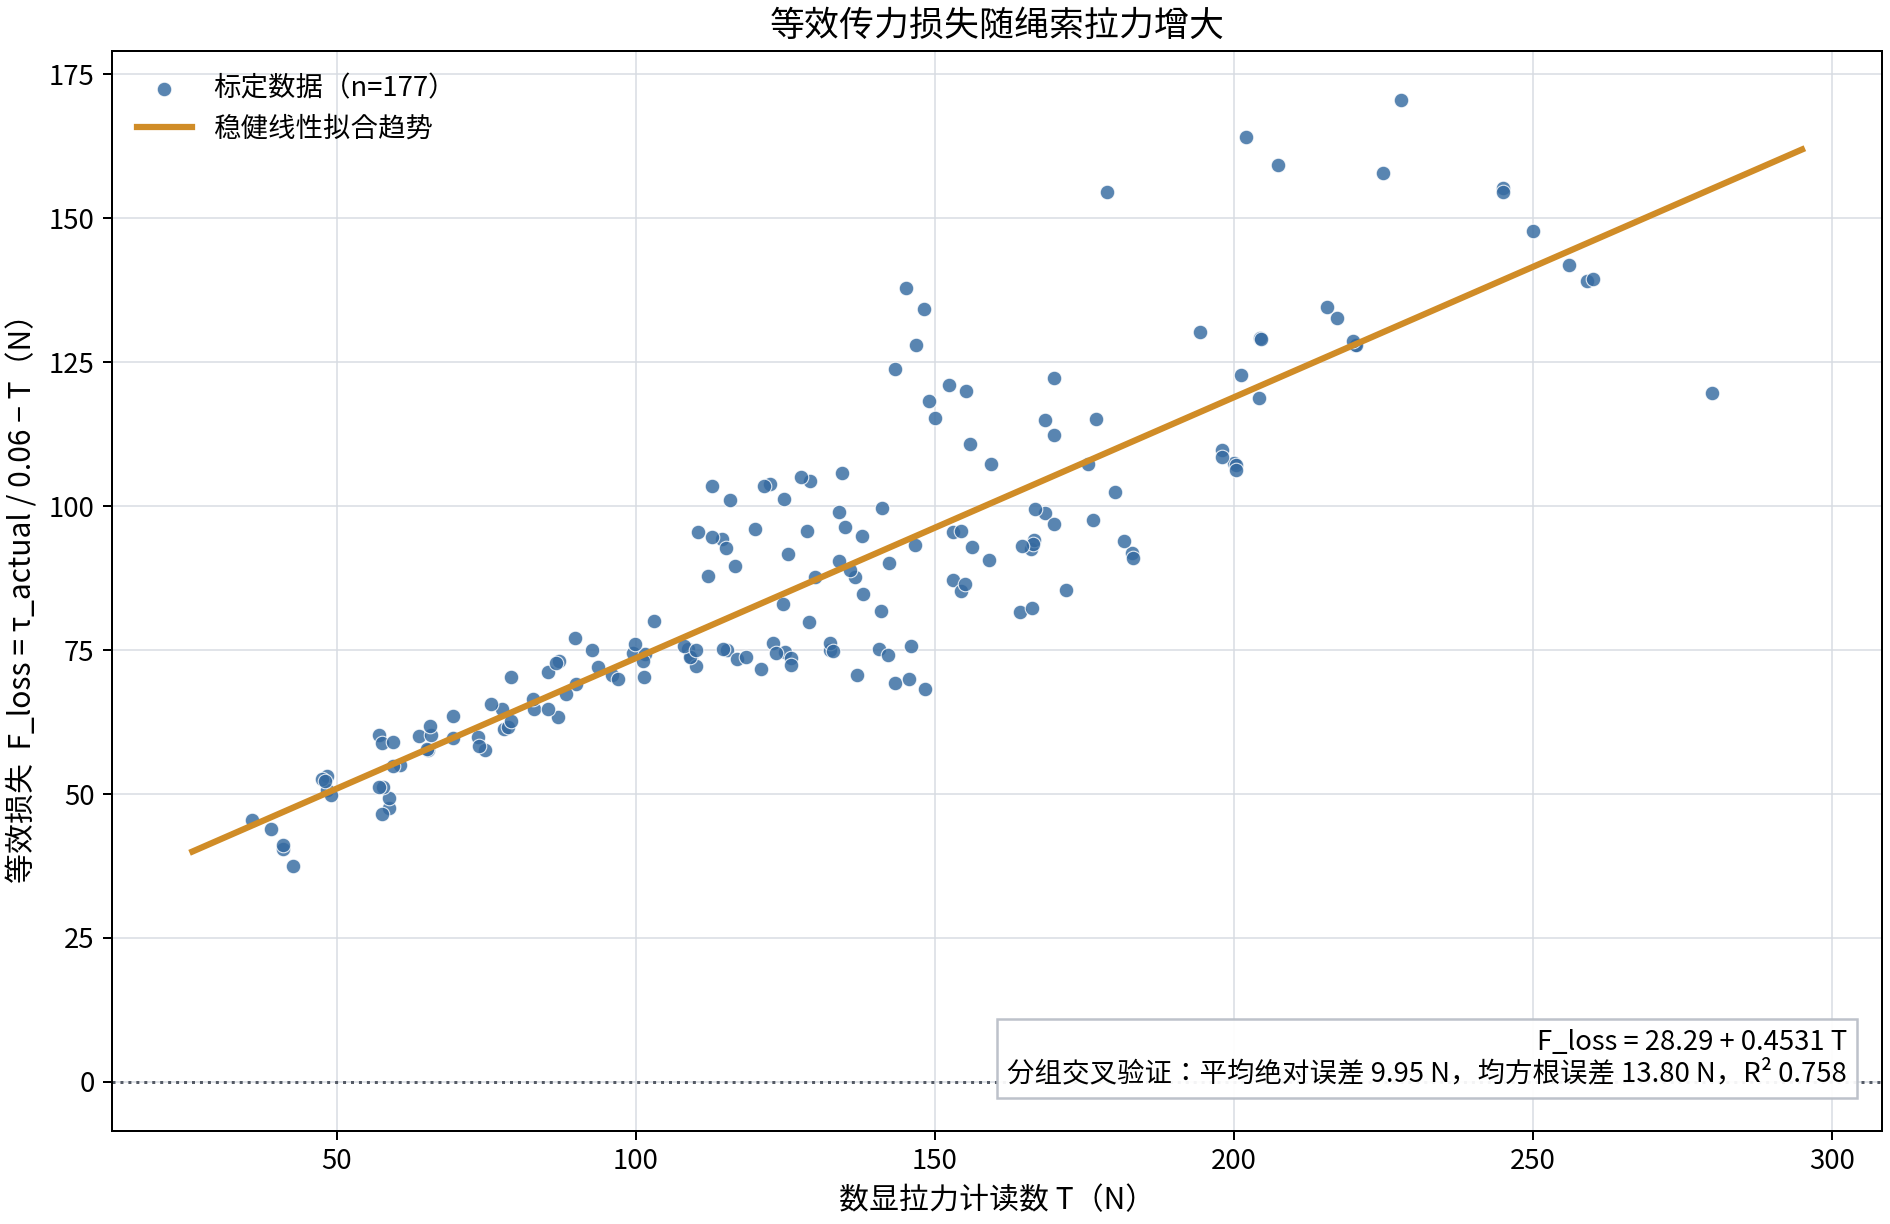 等效传力损失随绳索拉力增大
标定数据（n=177）
稳健线性拟合趋势
等效损失 F_loss = τ_actual / 0.06 − T（N）
175
150
125
100
75
50
25
0
F_loss = 28.29 + 0.4531 T
分组交叉验证：平均绝对误差 9.95 N，均方根误差 13.80 N，R² 0.758
50
100
150
200
250
300
数显拉力计读数 T（N）